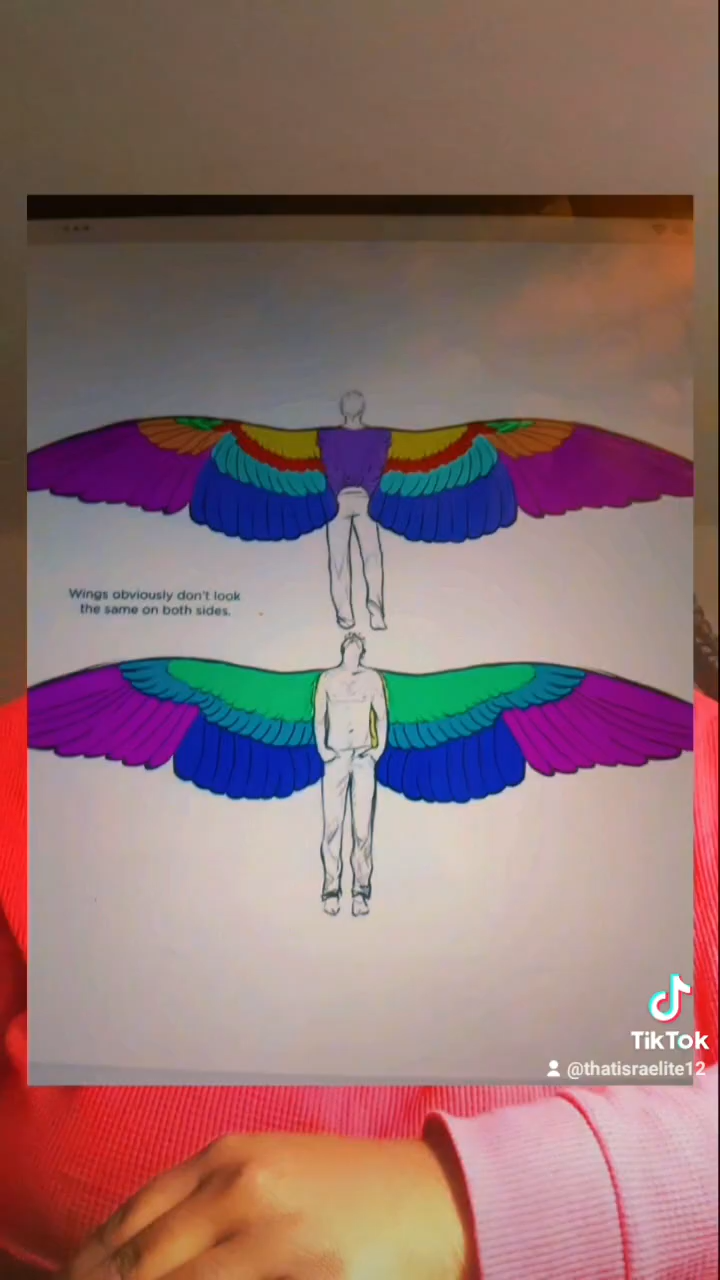 Wings obviously don't look
the same on both sides.
TikTok
@thatisraelite12